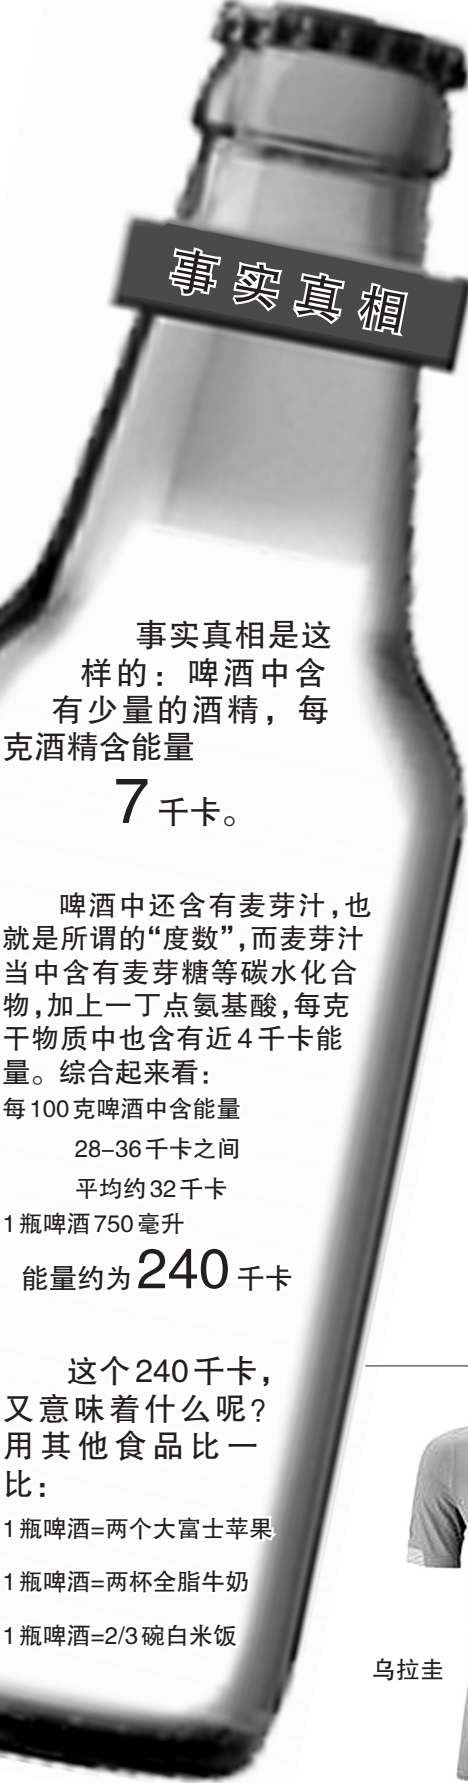 事实真相
事实真相是这
样的：啤酒中含
有少量的酒精，每
克酒精含能量
7千卡。
啤酒中还含有麦芽汁，也
就是所谓的“度数”，而麦芽汁
当中含有麦芽糖等碳水化合
物，加上一丁点氨基酸，每克
干物质中也含有近4千卡能
量。综合起来看：
每100克啤酒中含能量
28-36千卡之间
平均约32千卡
1瓶啤酒750毫升
能量约为240千卡
这个240千卡，
又意味着什么呢？
用其他食品比一
比：
1瓶啤酒=两个大富士苹果
1瓶啤酒=两杯全脂牛奶
1瓶啤酒=2/3碗白米饭
乌拉圭